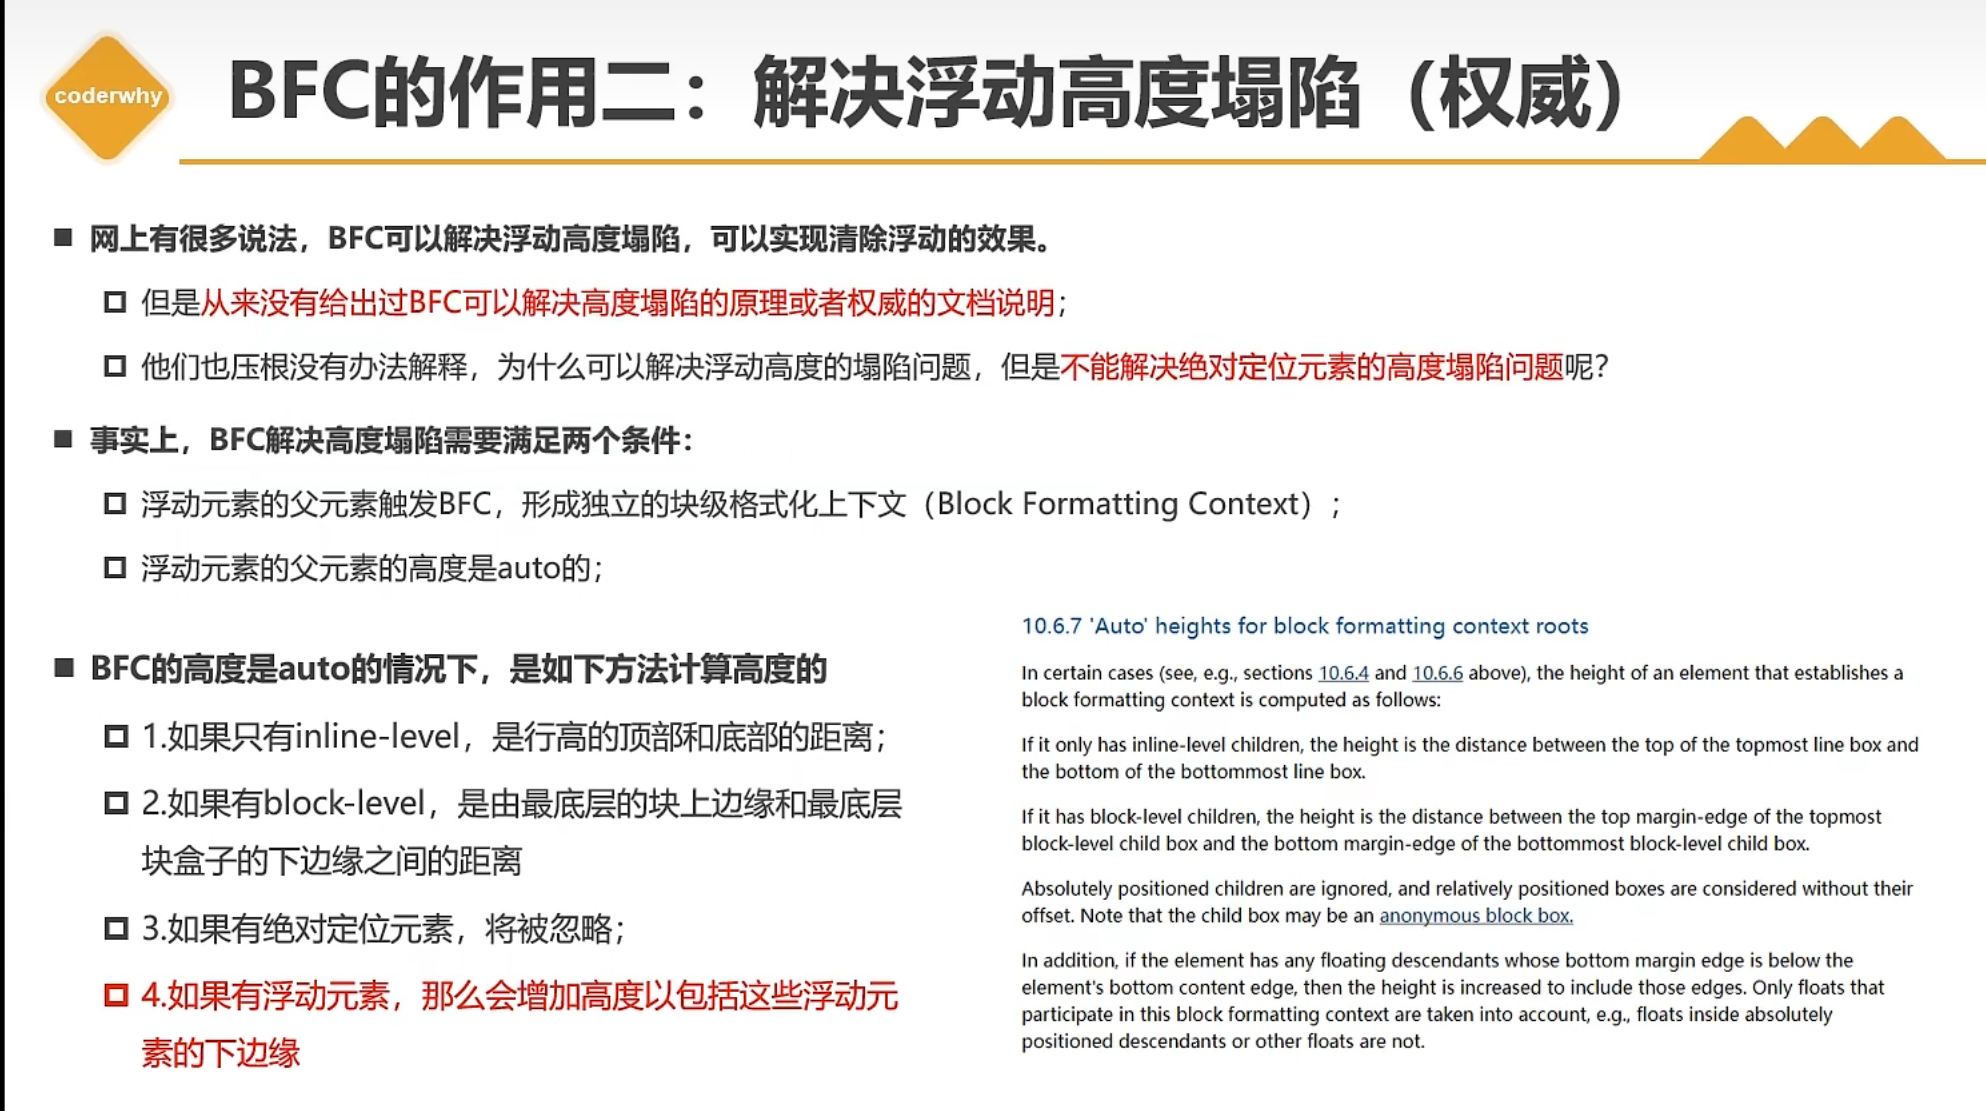 coderwhy
BFC的作用二：解决浮动高度塌陷（权威）
网上有很多说法，BFC可以解决浮动高度塌陷，可以实现清除浮动的效果。
但是从来没有给出过BFC可以解决高度塌陷的原理或者权威的文档说明；
他们也压根没有办法解释，为什么可以解决浮动高度的塌陷问题，但是不能解决绝对定位元素的高度塌陷问题呢？
事实上，BFC解决高度塌陷需要满足两个条件：
浮动元素的父元素触发BFC，形成独立的块级格式化上下文（Block Formatting Context）；
浮动元素的父元素的高度是auto的；
BFC的高度是auto的情况下，是如下方法计算高度的
1.如果只有inline-level，是行高的顶部和底部的距离；
2.如果有block-level，是由最底层的块上边缘和最底层
块盒子的下边缘之间的距离
3.如果有绝对定位元素，将被忽略；
4.如果有浮动元素，那么会增加高度以包括这些浮动元
素的下边缘
10.6.7 'Auto' heights for block formatting context roots
In certain cases (see, e.g., sections 10.6.4 and 10.6.6 above), the height of an element that establishes a
block formatting context is computed as follows:
If it only has inline-level children, the height is the distance between the top of the topmost line box and
the bottom of the bottommost line box.
If it has block-level children, the height is the distance between the top margin-edge of the topmost
block-level child box and the bottom margin-edge of the bottommost block-level child box.
Absolutely positioned children are ignored, and relatively positioned boxes are considered without their
offset. Note that the child box may be an anonymous block box.
In addition, if the element has any floating descendants whose bottom margin edge is below the
element's bottom content edge, then the height is increased to include those edges. Only floats that
participate in this block formatting context are taken into account, e.g., floats inside absolutely
positioned descendants or other floats are not.